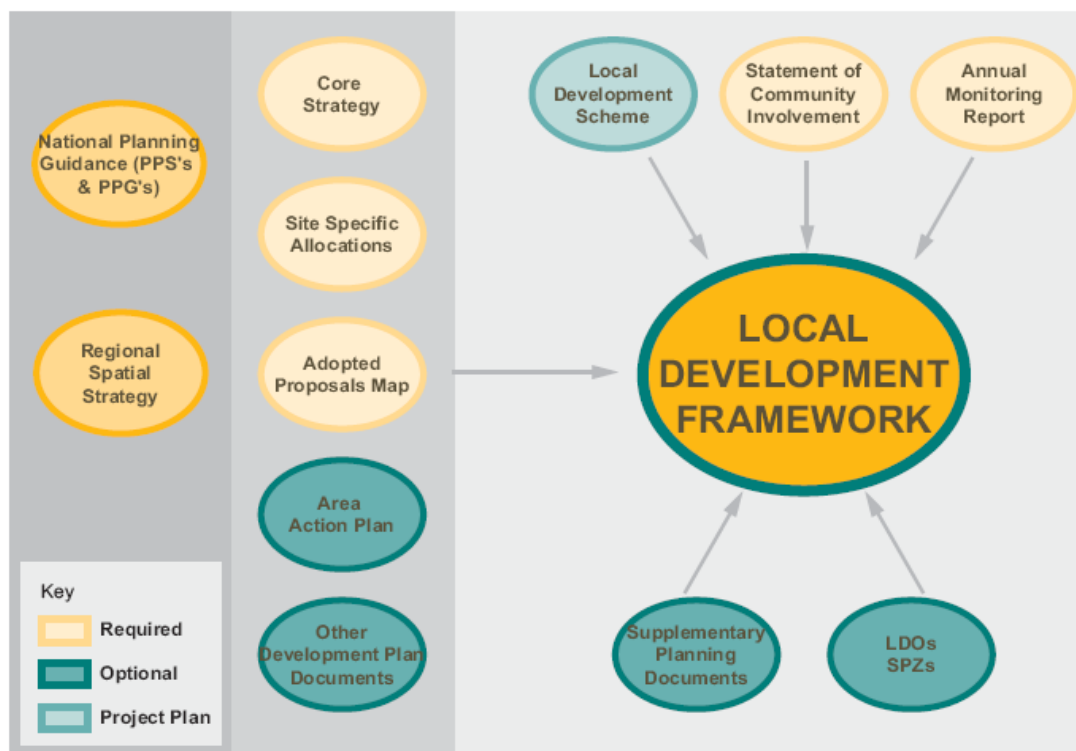 National Planning
Guidance (PPS's
& PPG's)
Regional
Spatial
Strategy
Core
Strategy
Site Specific
Allocations
Adopted
Proposals Map
Area
Action Plan
Other
Development Plan
Documents
Local
Development
Scheme
Statement of
Community
Involvement
Annual
Monitoring
Report
LOCAL
DEVELOPMENT
FRAMEWORK
Supplementary
Planning
Documents
LDOs
SPZs
Key
Required
Optional
Project Plan